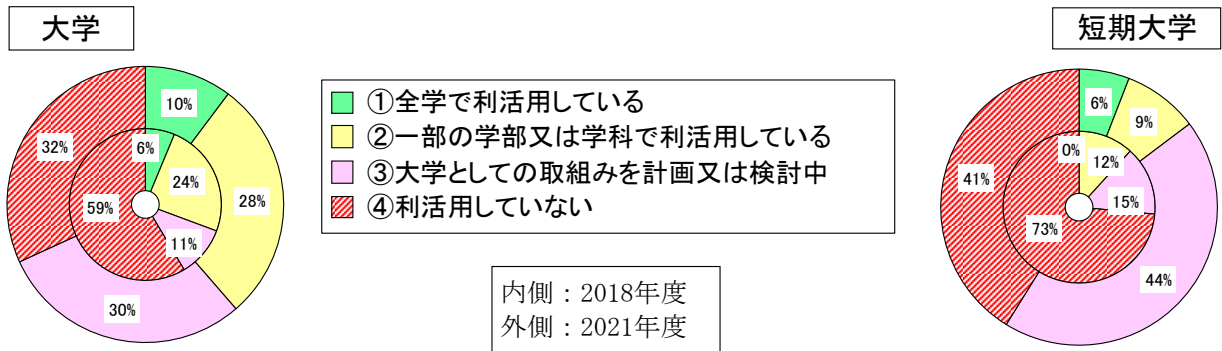 大学
10%
6%
32%
24%
59%
28%
11%
30%
①全学で利活用している
②一部の学部又は学科で利活用している
③大学としての取組みを計画又は検討中
④利活用していない
内側：2018年度
外側：2021年度
短期大学
6%
9%
0%
12%
41%
15%
73%
44%